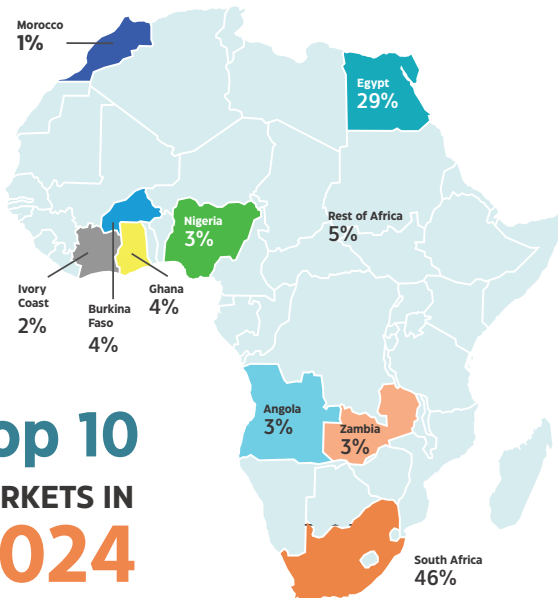 Morocco
1%
Egypt
29%
Nigeria
3%
Rest of Africa
5%
Ivory
Coast
2%
Burkina
Faso
4%
Ghana
4%
Angola
3%
Zambia
3%
op 10
RKETS IN
024
South Africa
46%